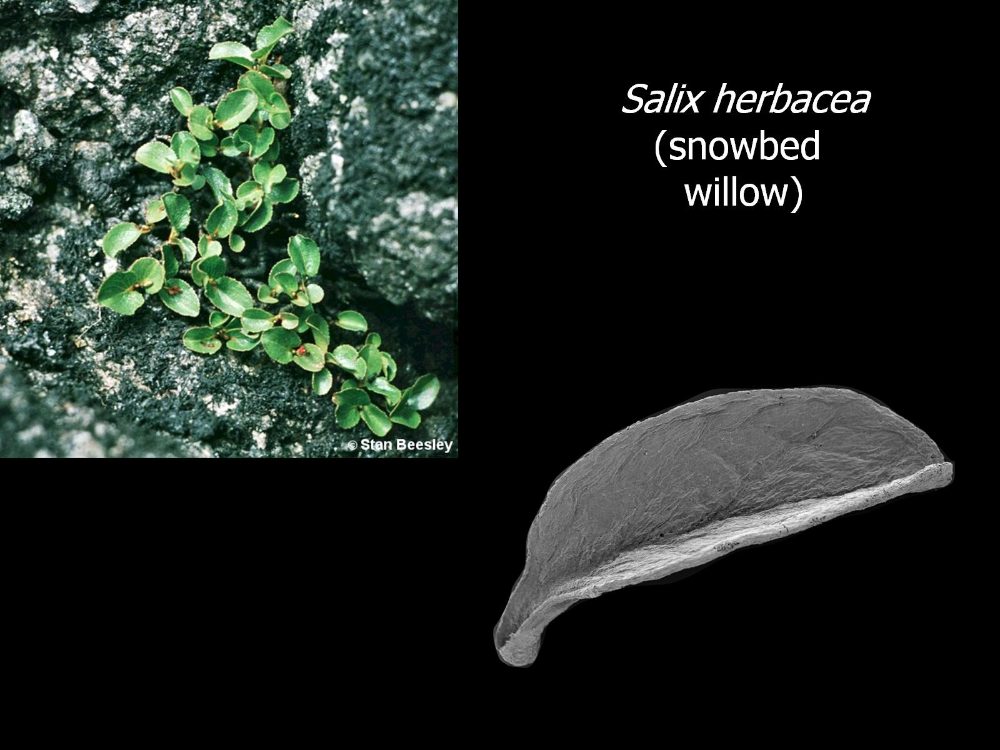 Salix herbacea
(snowbed
willow)
© Stan Beesley